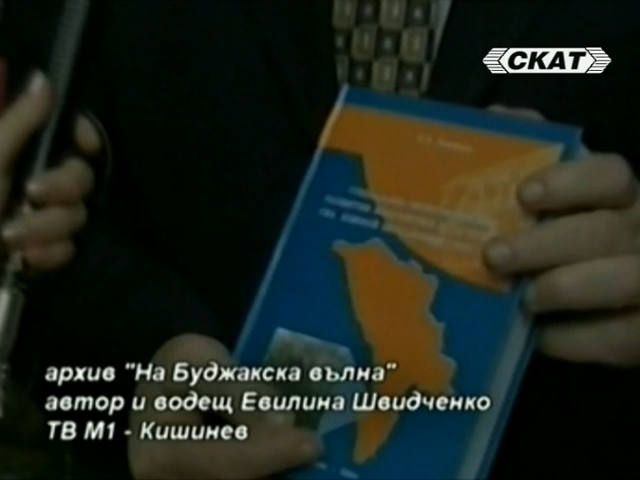 СКАТ
архив "На Буджакска вълна"
автор и водещ Евилина Швидченко
ТВ М1 - Кишинев